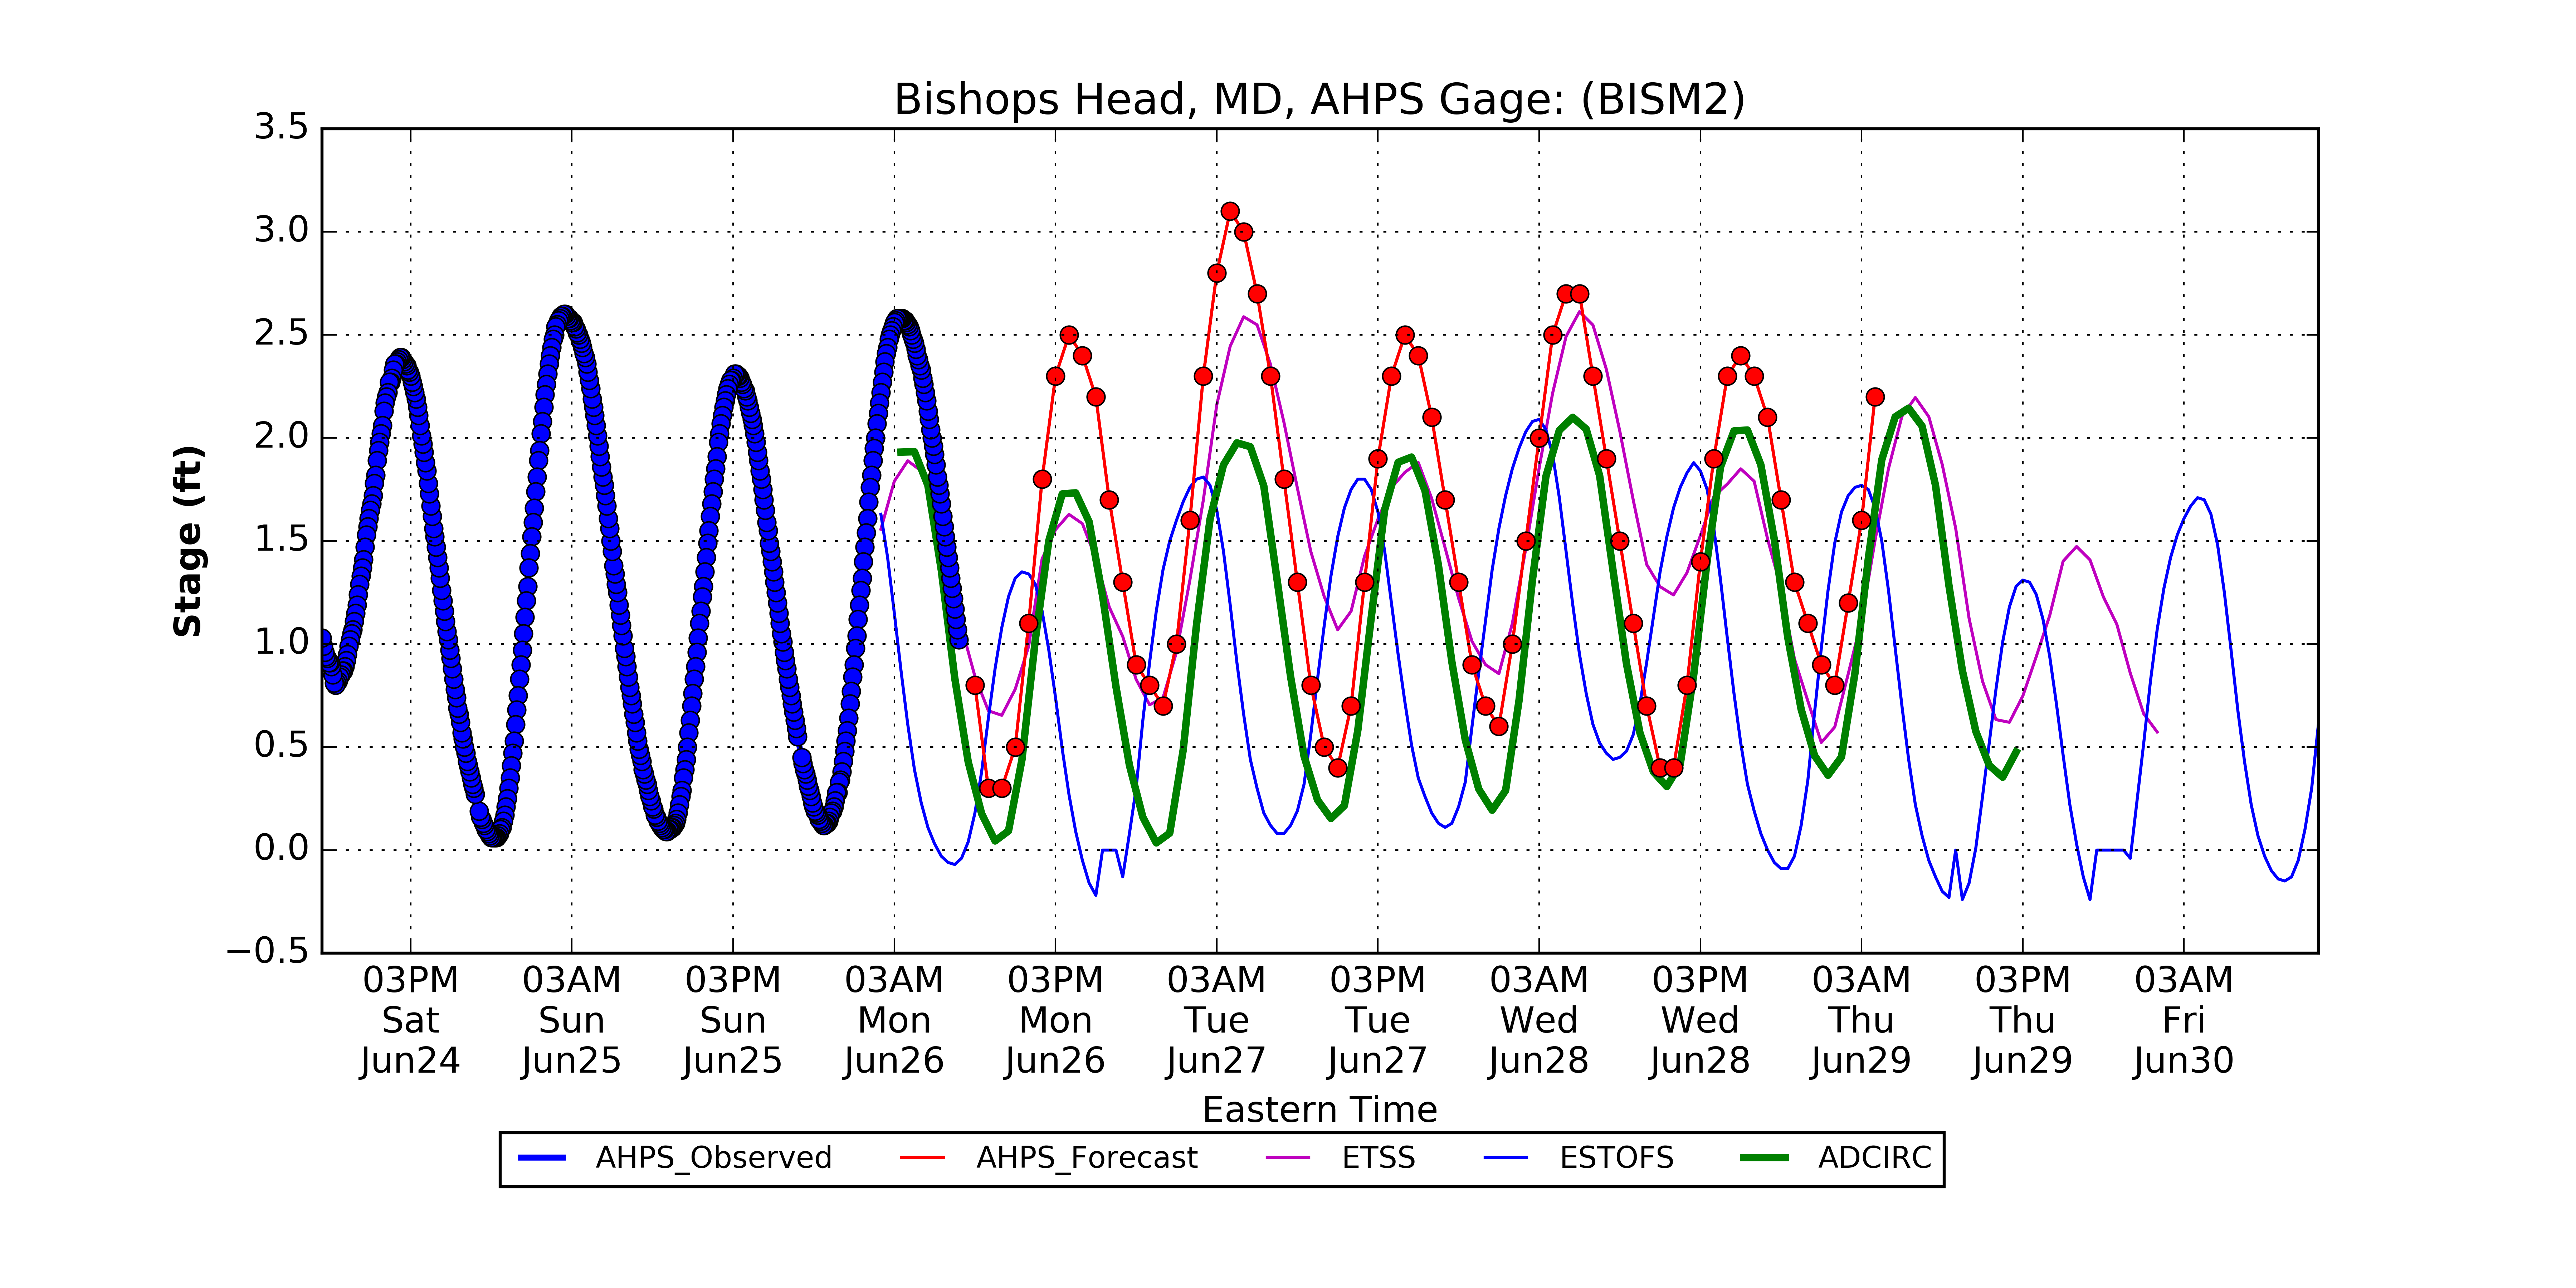 Bishops Head, MD, AHPS Gage: (BISM2)
3.5
3.0
2.5
2.0
1.5
1.0
0.5
0.0
−0.5
Stage (ft)
03PM 03AM 03PM 03AM 03PM 03AM 03PM 03AM 03PM 03AM 03PM 03AM
Sat Sun Sun Mon Mon Tue Tue Wed Wed Thu Thu Fri
Jun24 Jun25 Jun25 Jun26 Jun26 Jun27 Jun27 Jun28 Jun28 Jun29 Jun29 Jun30
Eastern Time
AHPS_Observed AHPS_Forecast ETSS ESTOFS ADCIRC